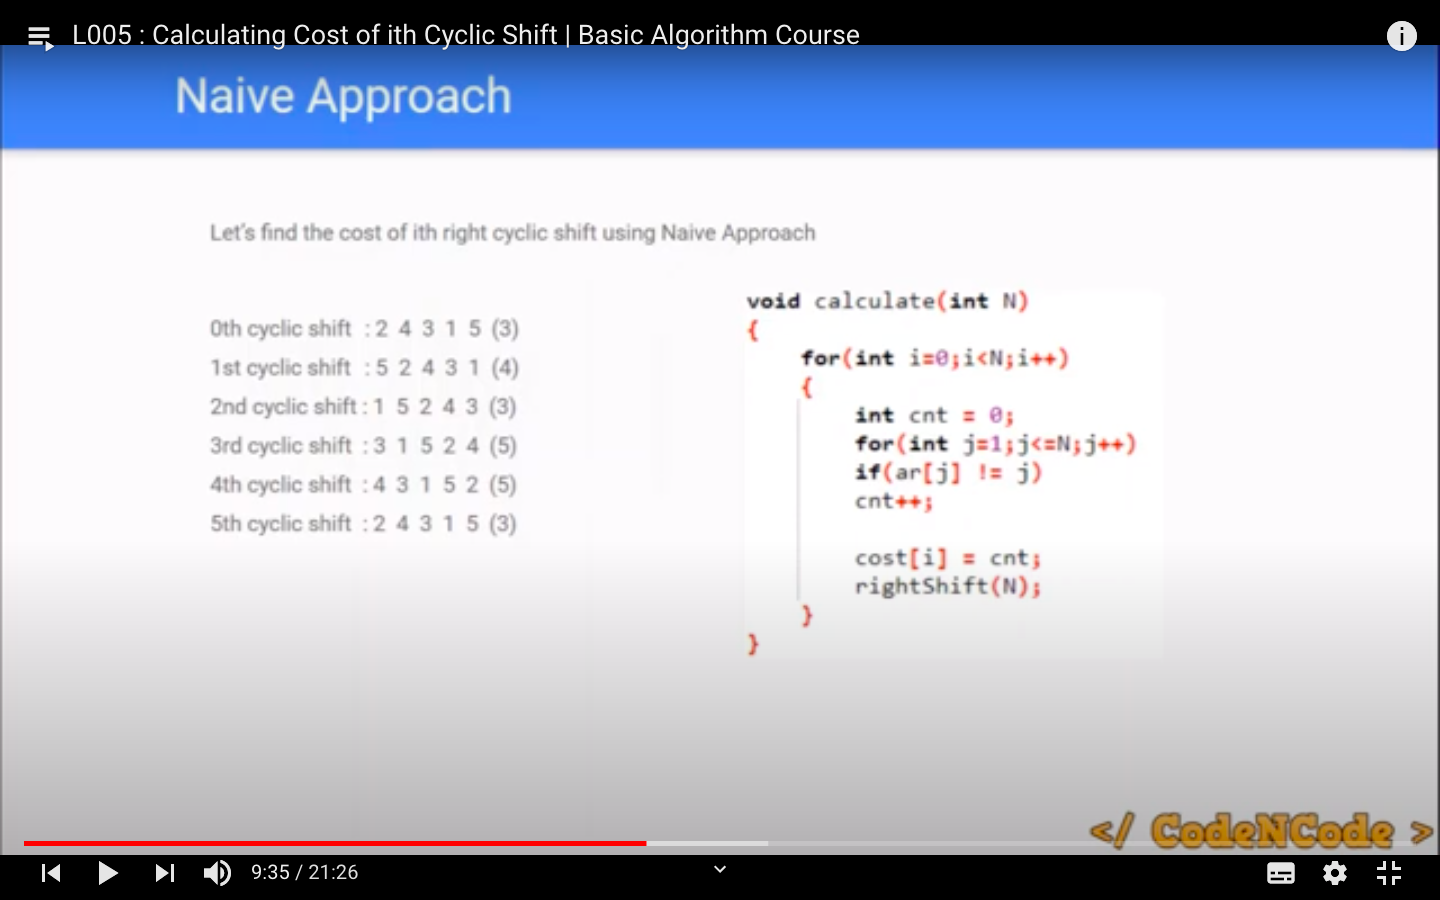 L005 : Calculating Cost of ith Cyclic Shift | Basic Algorithm Course
Naive Approach
Let's find the cost of ith right cyclic shift using Naive Approach
0th cyclic shift : 2 4 3 1 5 (3)
1st cyclic shift : 5 2 4 3 1 (4)
2nd cyclic shift : 1 5 2 4 3 (3)
3rd cyclic shift : 3 1 5 2 4 (5)
4th cyclic shift : 4 3 1 5 2 (5)
5th cyclic shift : 2 4 3 1 5 (3)
void calculate(int N)
{
for(int i=0;i<N;i++)
{
int cnt = 0;
for(int j=1;j<=N;j++)
if(ar[j] != j)
cnt++;
cost[i] = cnt;
rightShift(N);
}
}
</ CodeNCode >
9:35 / 21:26